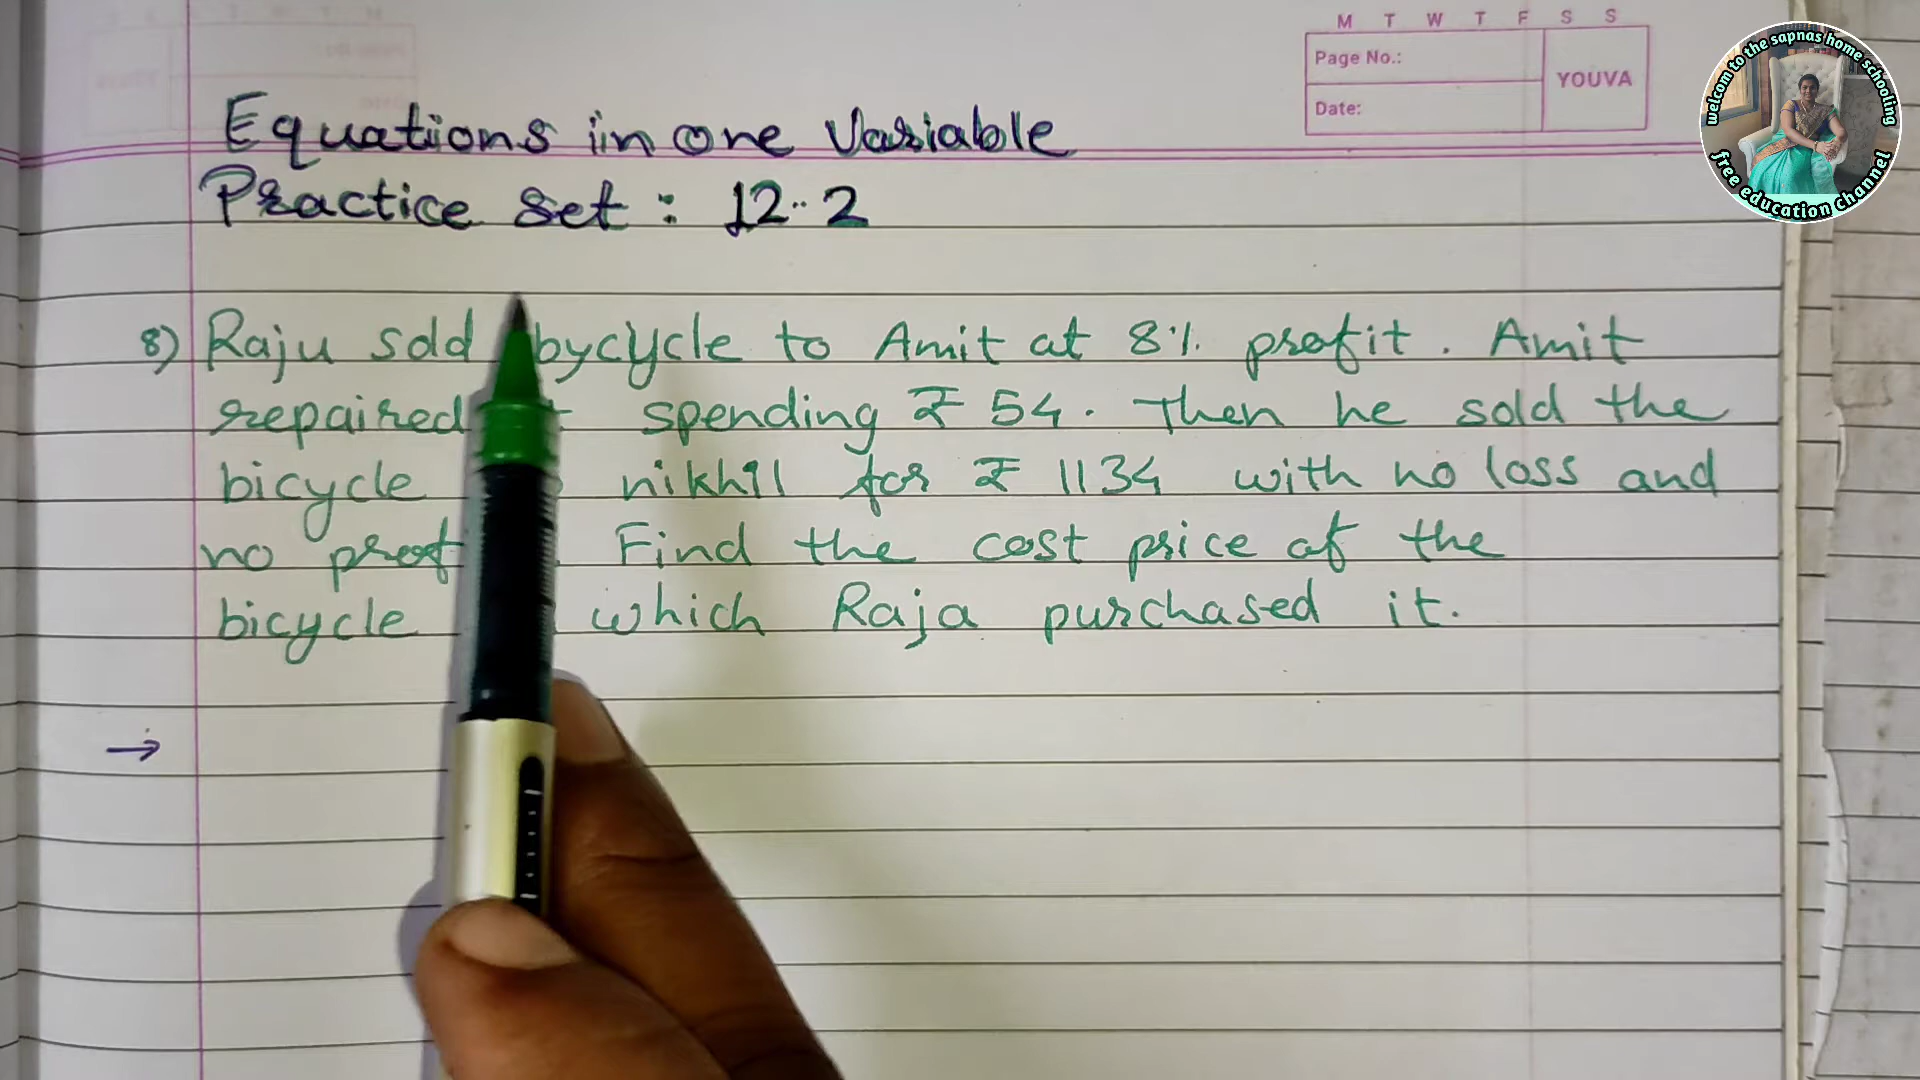 M T W T F S S
Page No.:
YOUVA
Date:
welcom to the sapnas home schooling
free education channel
Equations in one Variable
Practice set : 12.2
8) Raju sold bycycle to Amit at 8% profit. Amit
repaired spending ₹ 54. Then he sold the
bicycle nikhil for ₹ 1134 with no loss and
no Find the cost price of the
bicycle which Raja purchased it.
→